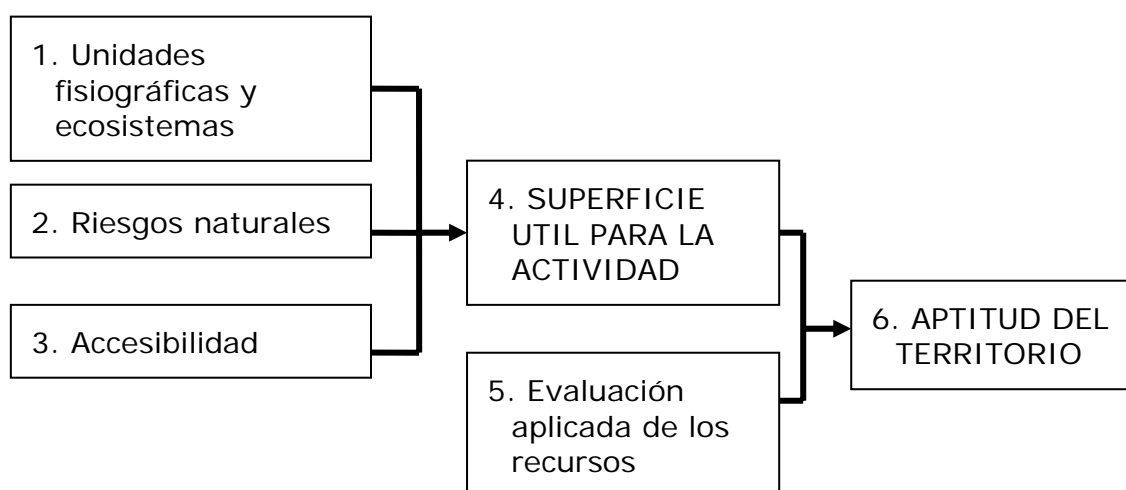 1. Unidades
fisiográficas y
ecosistemas
2. Riesgos naturales
3. Accesibilidad
4. SUPERFICIE
UTIL PARA LA
ACTIVIDAD
5. Evaluación
aplicada de los
recursos
6. APTITUD DEL
TERRITORIO